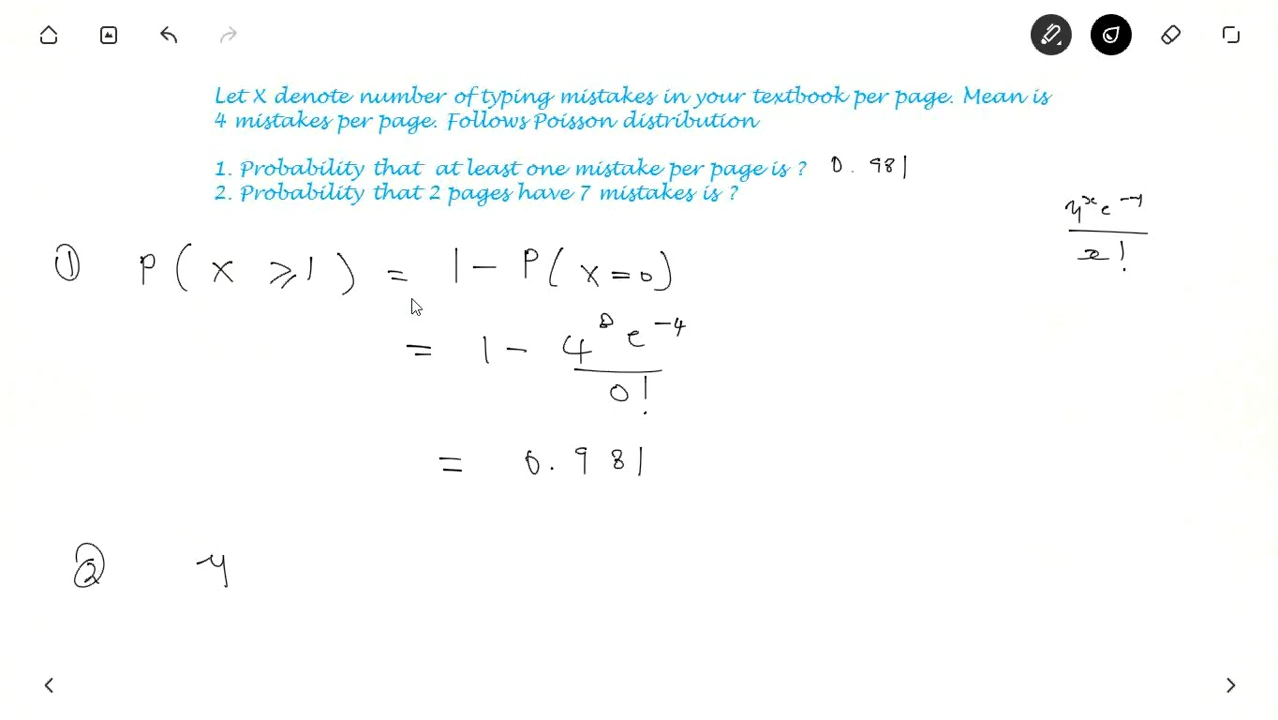 Let X denote number of typing mistakes in your textbook per page. Mean is
4 mistakes per page. Follows Poisson distribution
1. Probability that at least one mistake per page is ? 0.981
2. Probability that 2 pages have 7 mistakes is ?
4^x e^-4
x!
① P(X ≥ 1) = 1 - P(X = 0)
= 1 - 4^0 e^-4
0!
= 0.981
② 4